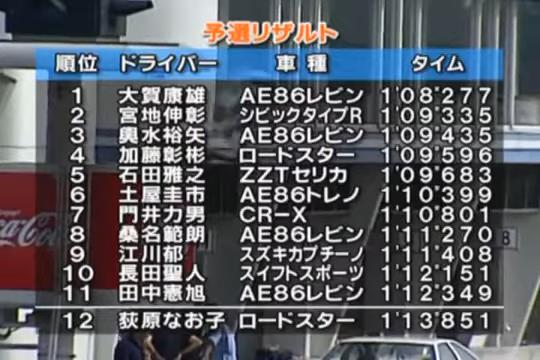 予選リザルト
順位 ドライバー 車種 タイム
1 大賀康雄 AE86レビン 1'08"277
2 宮地伸彰 シビックタイプR 1'09"335
3 輿水裕矢 AE86レビン 1'09"435
4 加藤彰彬 ロードスター 1'09"596
5 石田雅之 ZZTセリカ 1'09"683
6 土屋圭市 AE86トレノ 1'10"399
7 門井力男 CR-X 1'10"801
8 桑名範朗 AE86レビン 1'11"270
9 江川郁一 スズキカプチーノ 1'11"408
10 長田聖人 スイフトスポーツ 1'12"151
11 田中憲旭 AE86レビン 1'12"349
12 荻原なお子 ロードスター 1'13"851
Coca-Cola
8